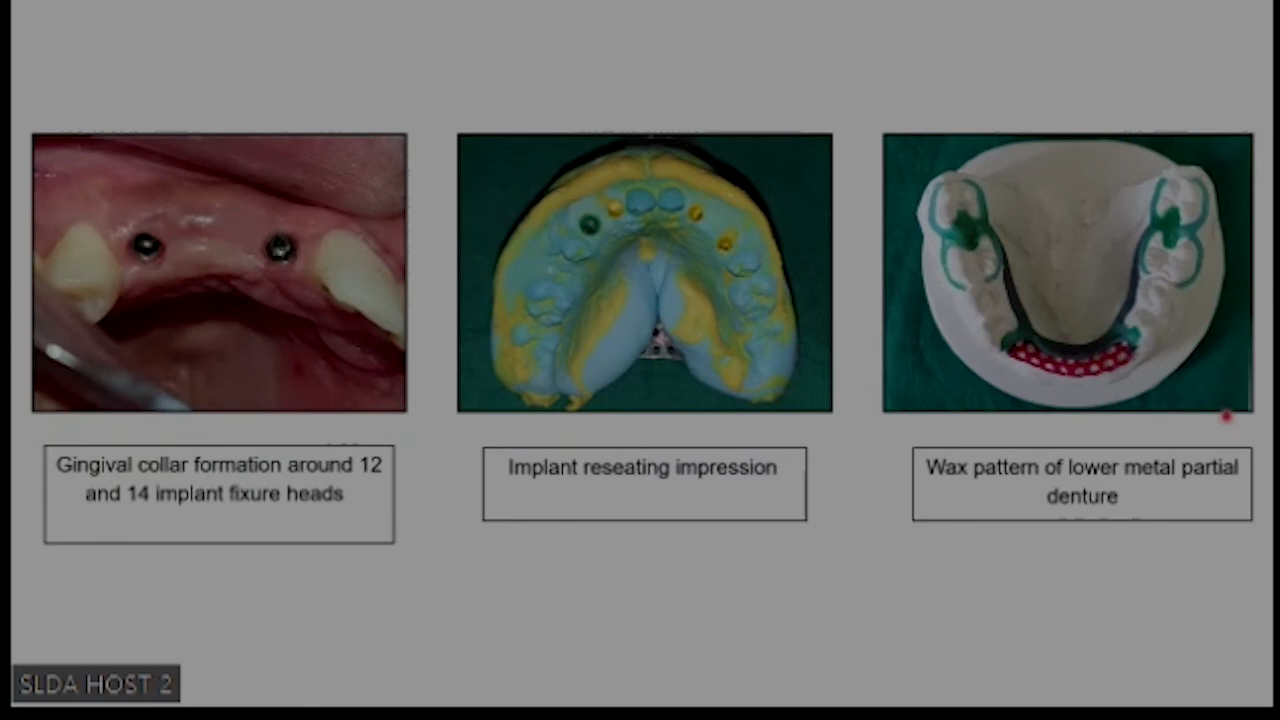 Gingival collar formation around 12
and 14 implant fixure heads
Implant reseating impression
Wax pattern of lower metal partial
denture
SLDA HOST 2